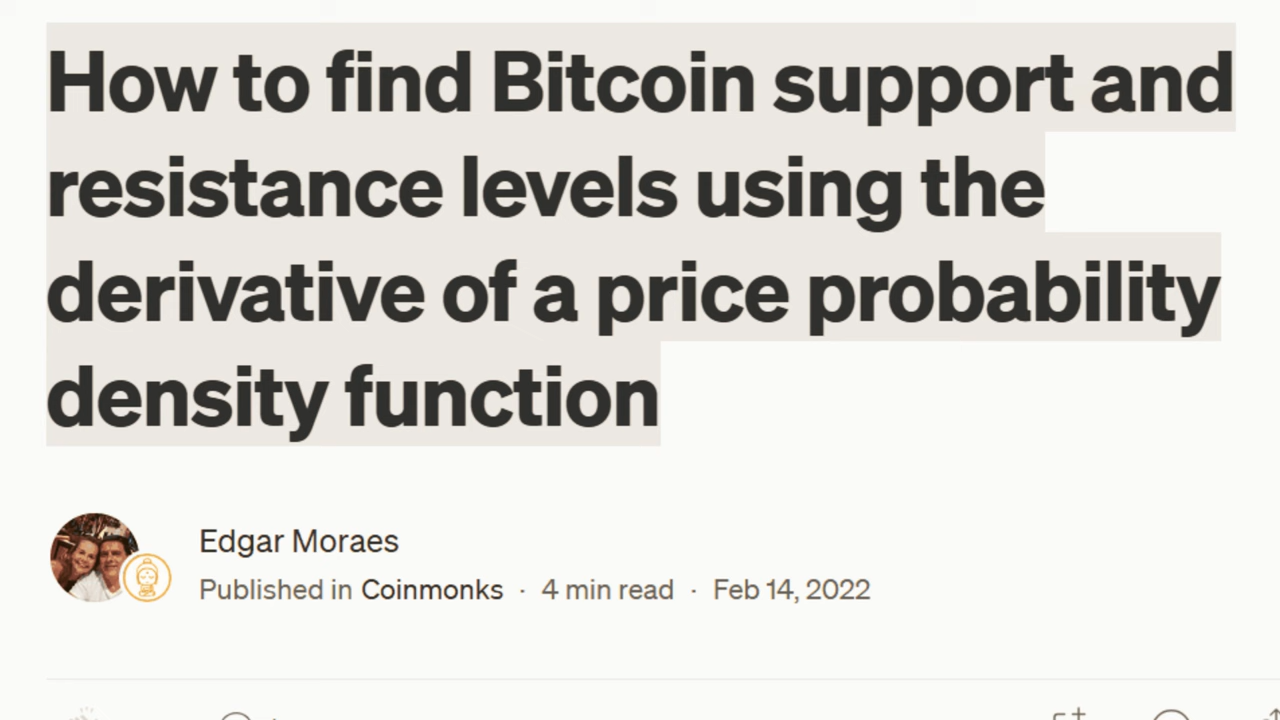 How to find Bitcoin support and
resistance levels using the
derivative of a price probability
density function
Edgar Moraes
Published in Coinmonks · 4 min read · Feb 14, 2022